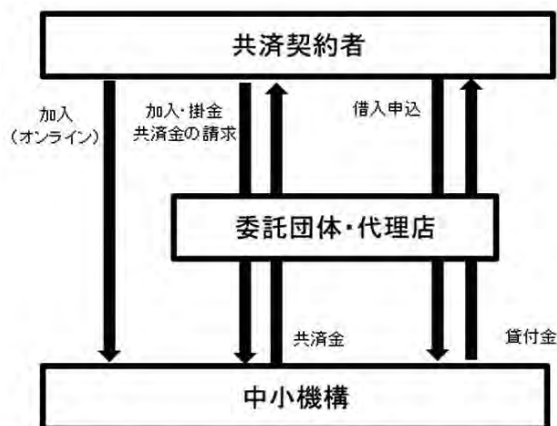 共済契約者
加入
(オンライン)
加入・掛金
共済金の請求
借入申込
委託団体・代理店
共済金
貸付金
中小機構